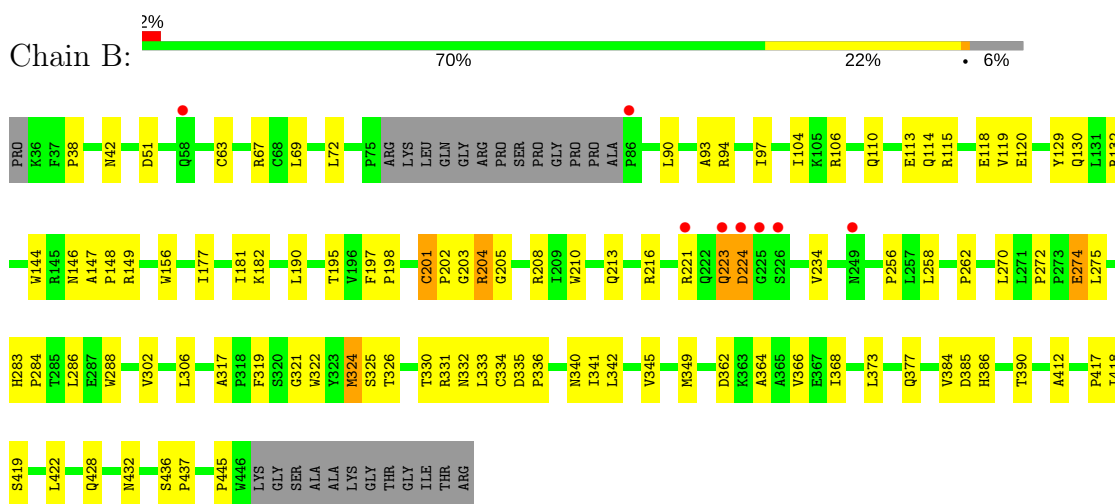 2%
Chain B:
70% 22% • 6%
PRO K36 F37 P38 N42 D51 Q58 C63 R67 C68 L69 L72 P75 ARG LYS LEU GLN GLY ARG PRO SER PRO GLY PRO PRO ALA P86 L90 A93 R94 I97 I104 K105 R106 Q110 E113 Q114 R115 E118 V119 E120 Y129 Q130 L131
W144 R145 N146 A147 P148 R149 W156 I177 I181 K182 L190 T195 V196 F197 P198 C201 P202 G203 R204 G205 R208 I209 W210 Q213 R216 R221 Q222 Q223 D224 G225 S226 V234 N249 P256 L257 L258 P262 L270 L271 P272 P273 E274 L275
H283 P284 T285 L286 E287 W288 V302 L306 A317 P318 F319 S320 G321 W322 Y323 M324 S325 T326 T330 R331 N332 L333 C334 D335 P336 N340 I341 L342 V345 M349 D362 K363 A364 A365 V366 E367 I368 L373 Q377 V384 D385 H386 T390 A412 P417
S419 L422 Q428 N432 S436 P437 P445 W446 LYS GLY SER ALA ALA LYS GLY THR GLY ILE THR ARG